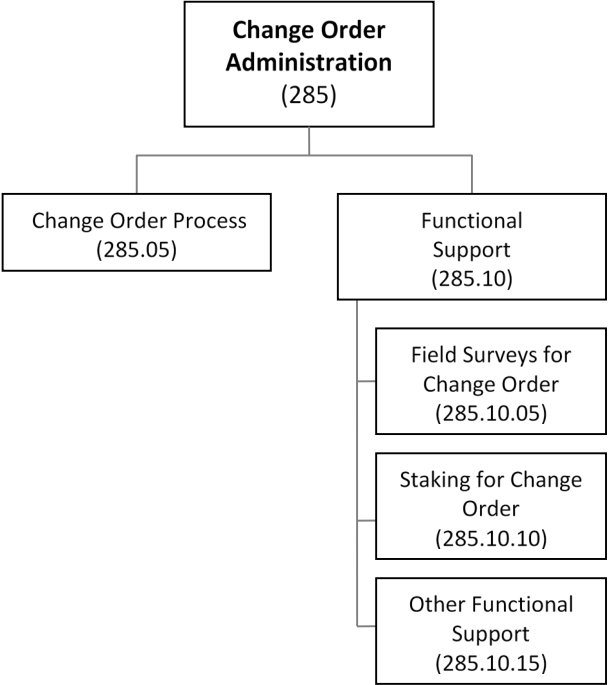 Change Order
Administration
(285)
Change Order Process
(285.05)
Functional
Support
(285.10)
Field Surveys for
Change Order
(285.10.05)
Staking for Change
Order
(285.10.10)
Other Functional
Support
(285.10.15)